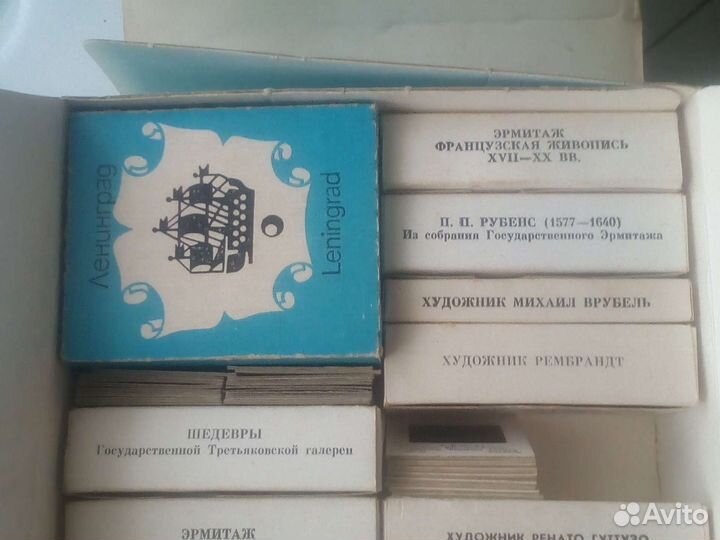 Ленинград
Leningrad
ЭРМИТАЖ
ФРАНЦУЗСКАЯ ЖИВОПИСЬ
XVII—XX ВВ.
П. П. РУБЕНС (1577—1640)
Из собрания Государственного Эрмитажа
ХУДОЖНИК МИХАИЛ ВРУБЕЛЬ
ХУДОЖНИК РЕМБРАНДТ
ШЕДЕВРЫ
Государственной Третьяковской галереи
ЭРМИТАЖ
ХУДОЖНИК РЕНАТО ГУТТУЗО
Avito